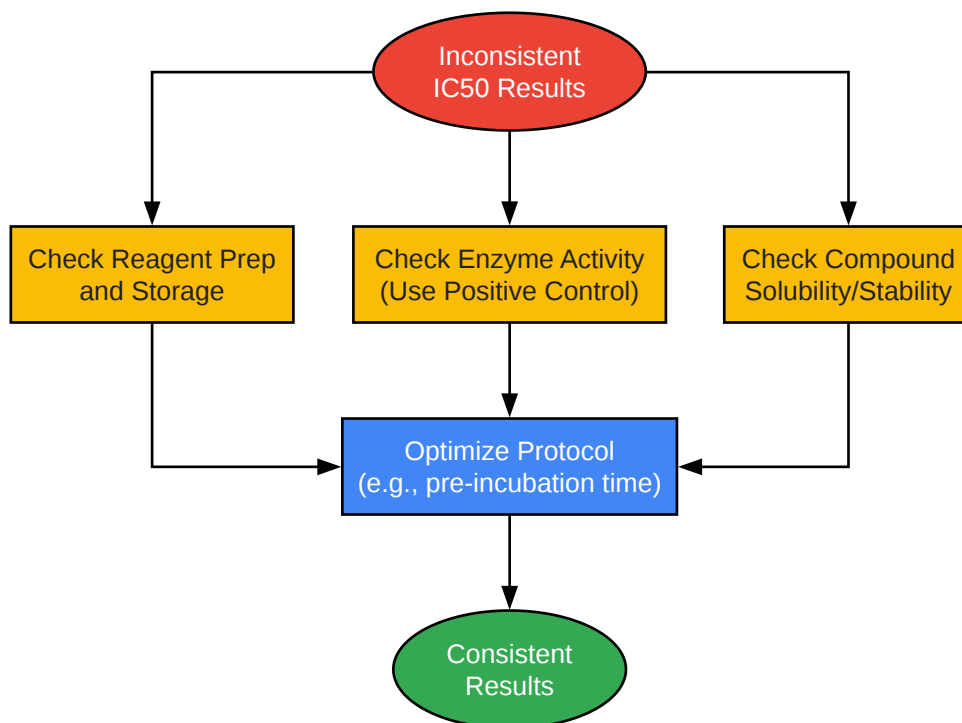 Inconsistent
IC50 Results
Check Reagent Prep
and Storage
Check Enzyme Activity
(Use Positive Control)
Check Compound
Solubility/Stability
Optimize Protocol
(e.g., pre-incubation time)
Consistent
Results